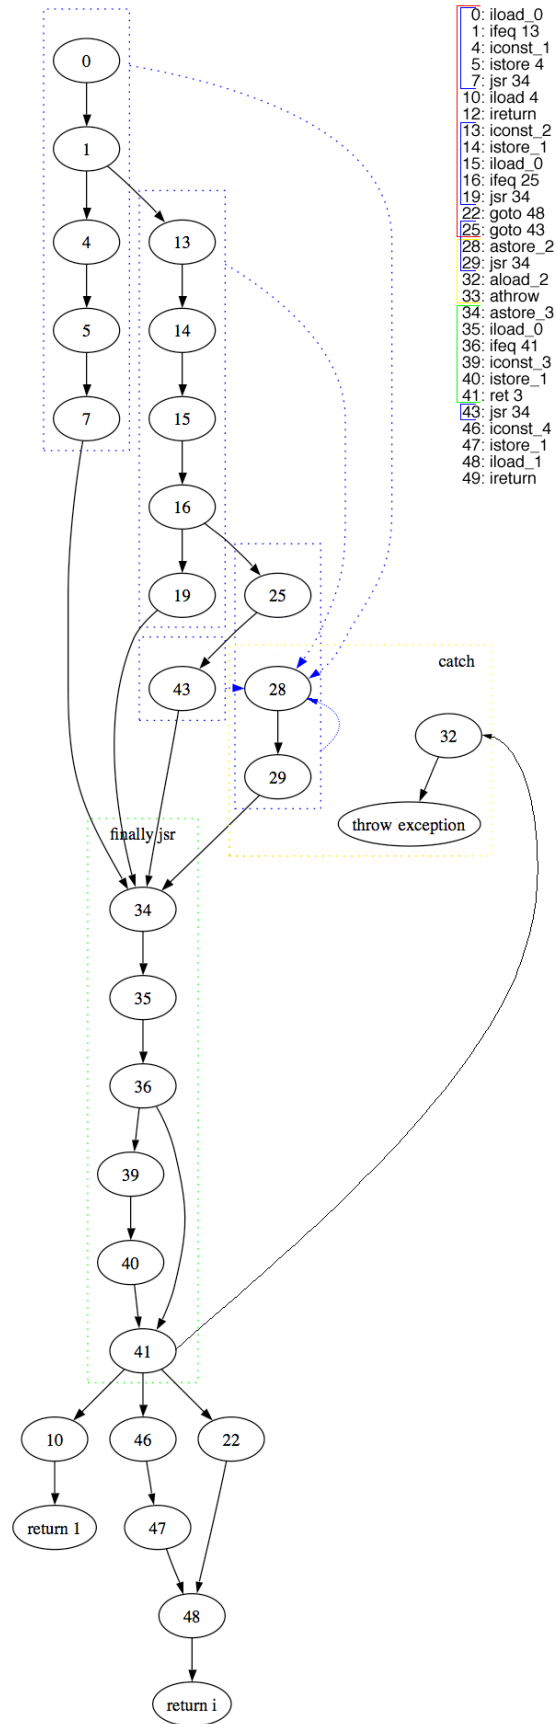 0: iload_0
1: ifeq 13
4: iconst_1
5: istore 4
7: jsr 34
10: iload 4
12: ireturn
13: iconst_2
14: istore_1
15: iload_0
16: ifeq 25
19: jsr 34
22: goto 48
25: goto 43
28: astore_2
29: jsr 34
32: aload_2
33: athrow
34: astore_3
35: iload_0
36: ifeq 41
39: iconst_3
40: istore_1
41: ret 3
43: jsr 34
46: iconst_4
47: istore_1
48: iload_1
49: ireturn
0
1
4
13
5
14
7
15
16
19
25
catch
43
28
32
29
throw exception
finally jsr
34
35
36
39
40
41
10
46
22
return 1
47
48
return i